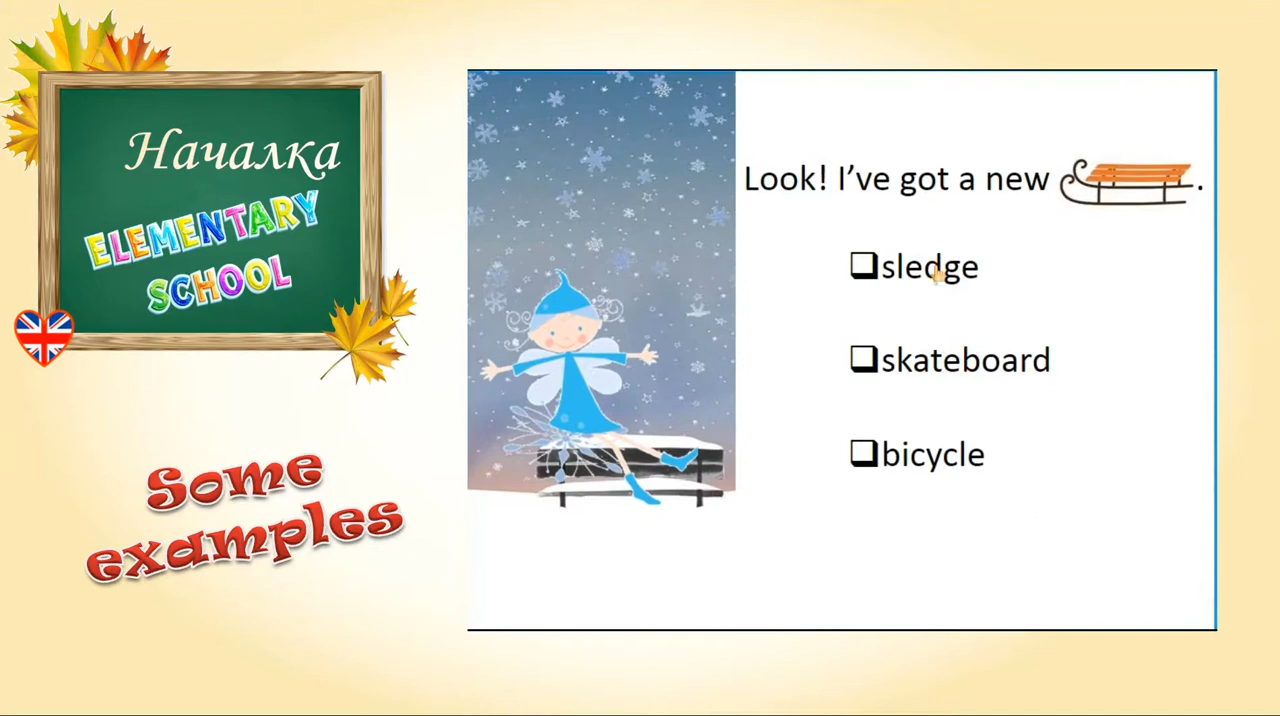 Началка
ELEMENTARY
SCHOOL
Some
examples
Look! I’ve got a new .
❑sledge
❑skateboard
❑bicycle